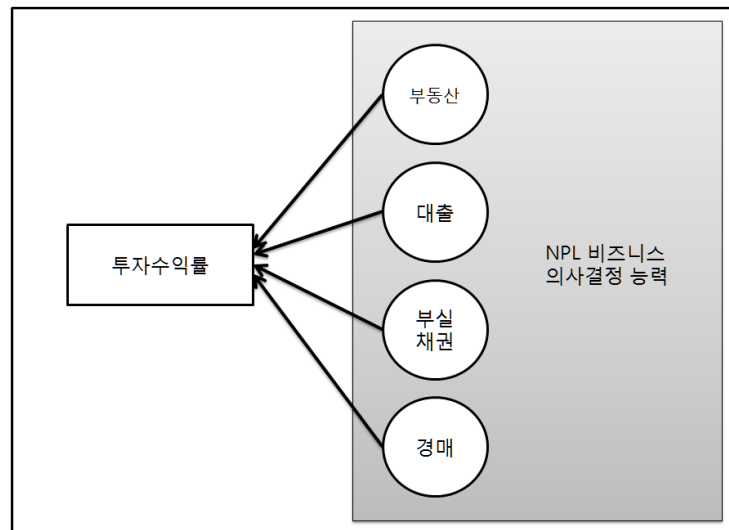 부동산
대출
투자수익률
NPL 비즈니스
의사결정 능력
부실
채권
경매